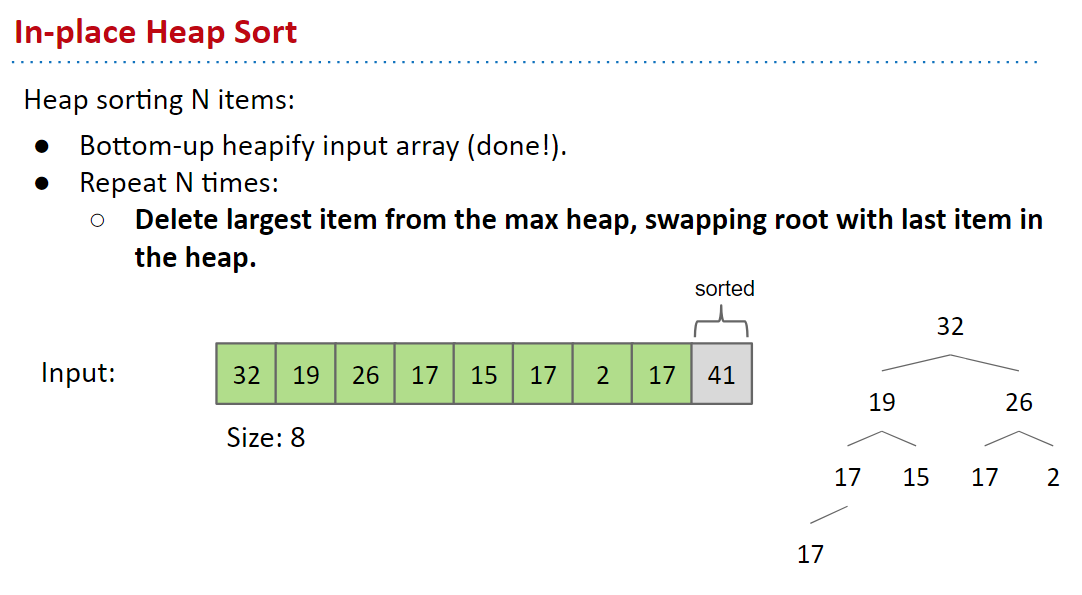 In-place Heap Sort
Heap sorting N items:
● Bottom-up heapify input array (done!).
● Repeat N times:
○ Delete largest item from the max heap, swapping root with last item in
the heap.
sorted
Input:
32 19 26 17 15 17 2 17 41
Size: 8
32
19 26
17 15 17 2
17